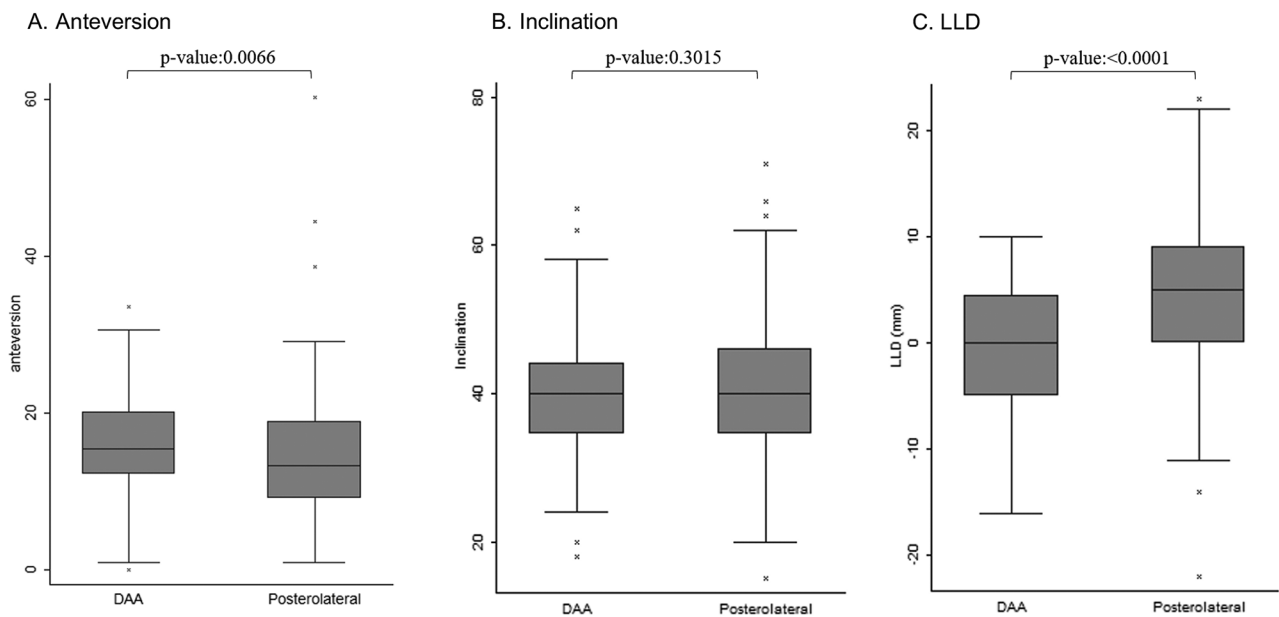 A. Anteversion
p-value:0.0066
anteversion
60
40
20
0
DAA
Posterolateral
B. Inclination
p-value:0.3015
Inclination
80
60
40
20
DAA
Posterolateral
C. LLD
p-value:<0.0001
LLD (mm)
20
10
0
-10
-20
DAA
Posterolateral